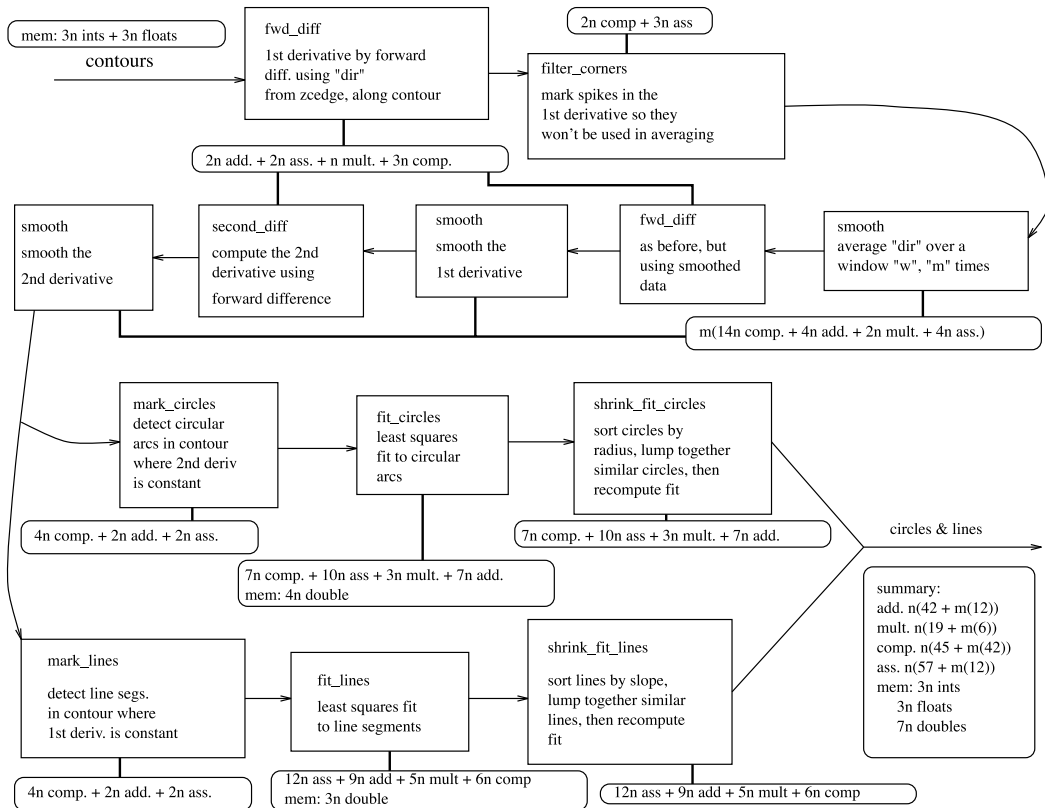 mem: 3n ints + 3n floats
contours
fwd_diff
1st derivative by forward
diff. using "dir"
from zcedge, along contour
2n comp + 3n ass
filter_corners
mark spikes in the
1st derivative so they
won't be used in averaging
2n add. + 2n ass. + n mult. + 3n comp.
smooth
smooth the
2nd derivative
second_diff
compute the 2nd
derivative using
forward difference
smooth
smooth the
1st derivative
fwd_diff
as before, but
using smoothed
data
smooth
average "dir" over a
window "w", "m" times
m(14n comp. + 4n add. + 2n mult. + 4n ass.)
mark_circles
detect circular
arcs in contour
where 2nd deriv
is constant
4n comp. + 2n add. + 2n ass.
fit_circles
least squares
fit to circular
arcs
7n comp. + 10n ass + 3n mult. + 7n add.
mem: 4n double
shrink_fit_circles
sort circles by
radius, lump together
similar circles, then
recompute fit
7n comp. + 10n ass + 3n mult. + 7n add.
circles & lines
summary:
add. n(42 + m(12))
mult. n(19 + m(6))
comp. n(45 + m(42))
ass. n(57 + m(12))
mem: 3n ints
3n floats
7n doubles
mark_lines
detect line segs.
in contour where
1st deriv. is constant
4n comp. + 2n add. + 2n ass.
fit_lines
least squares fit
to line segments
12n ass + 9n add + 5n mult + 6n comp
mem: 3n double
shrink_fit_lines
sort lines by slope,
lump together similar
lines, then recompute
fit
12n ass + 9n add + 5n mult + 6n comp